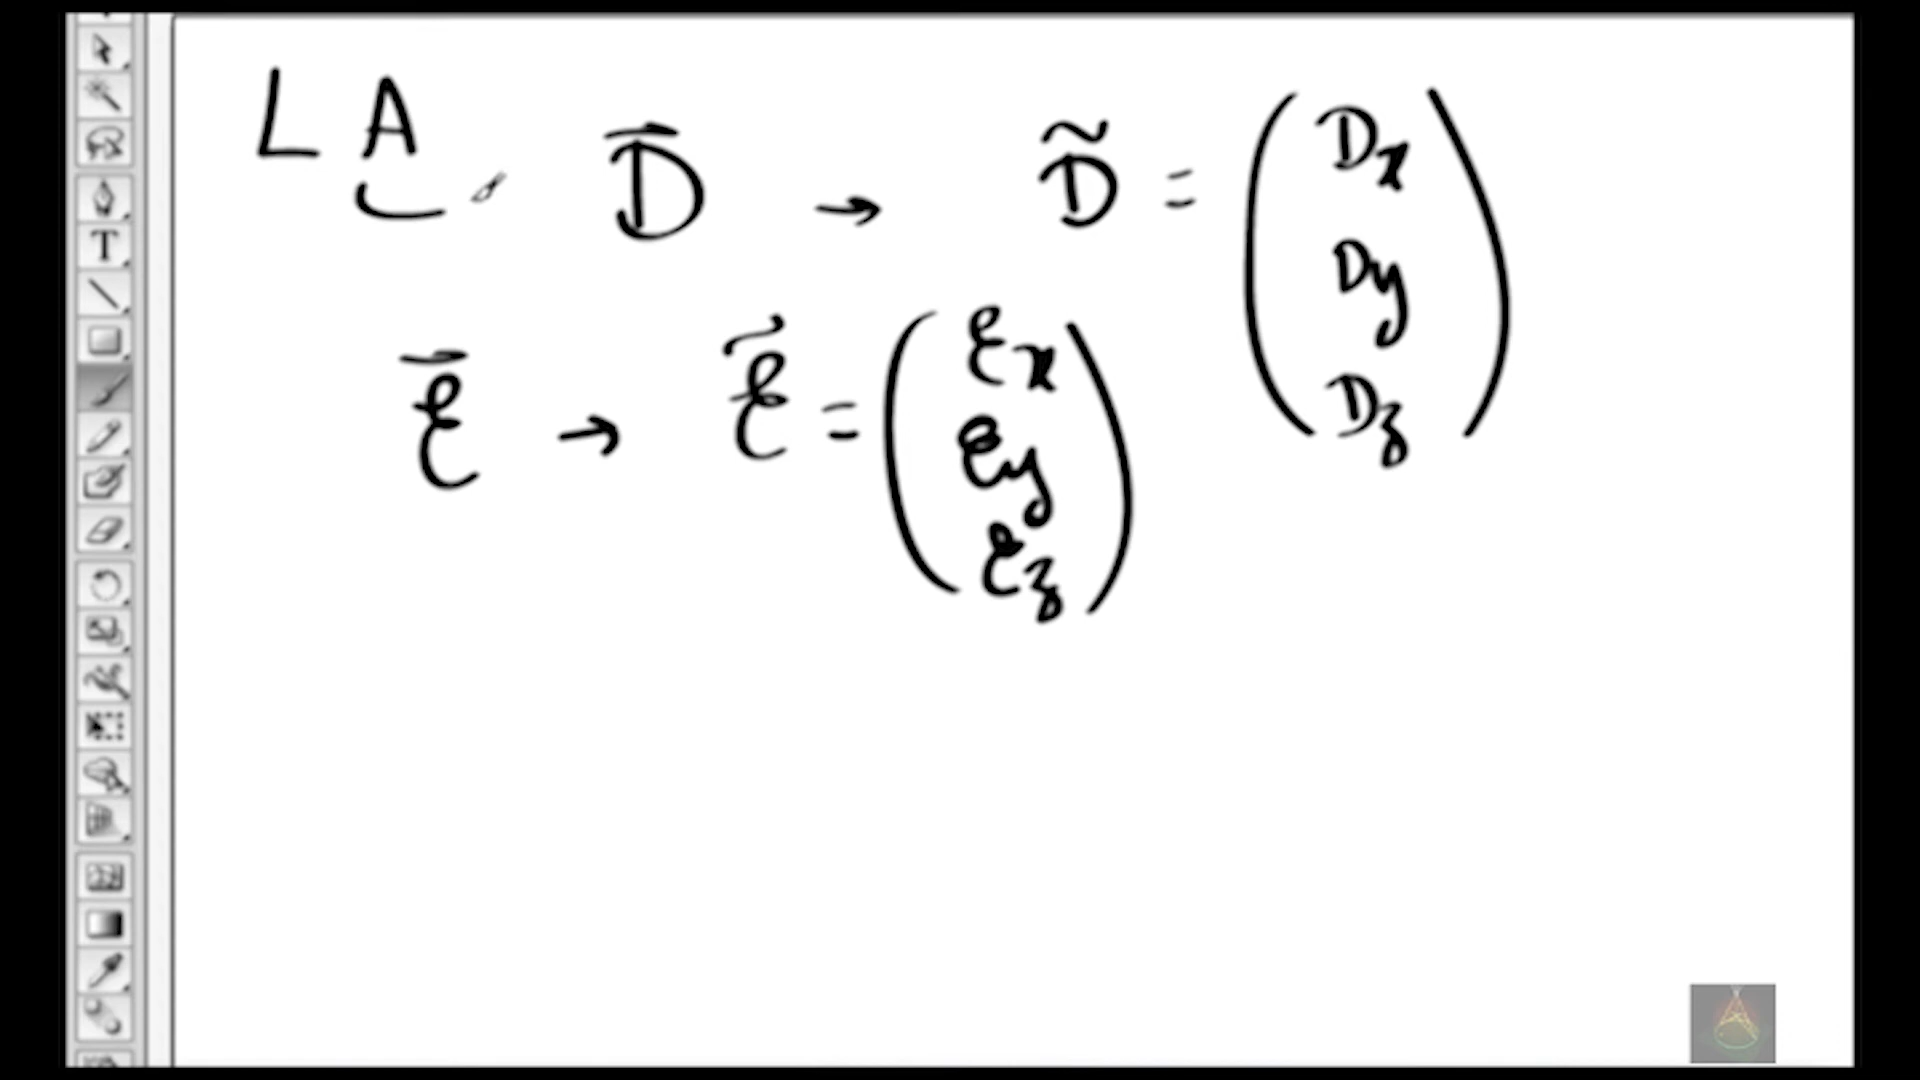 L A
D̄ → D̃ = ( Dx
Dy
Dz )
Ē → Ẽ = ( Ex
Ey
Ez )
T